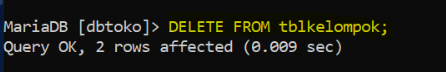 MariaDB [dbtoko]> DELETE FROM tblkelompok;
Query OK, 2 rows affected (0.009 sec)